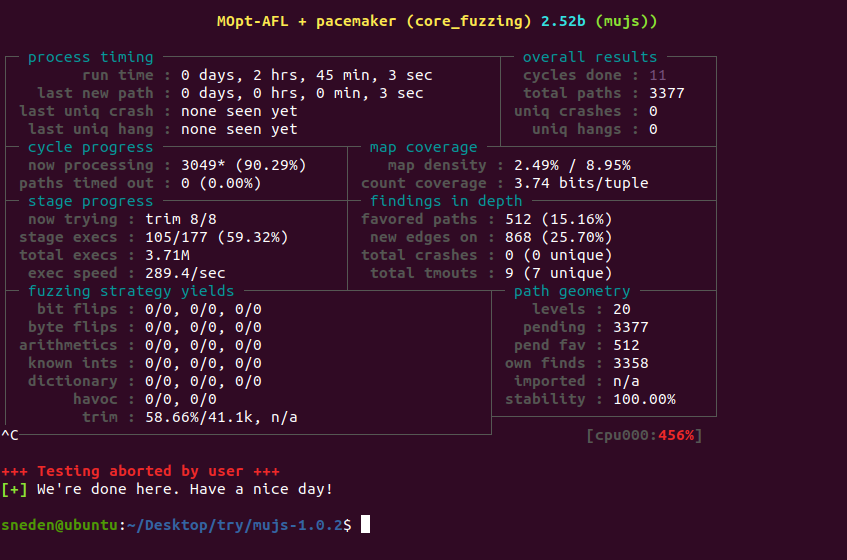 MOpt-AFL + pacemaker (core_fuzzing) 2.52b (mujs))
process timing overall results
run time : 0 days, 2 hrs, 45 min, 3 sec cycles done : 11
last new path : 0 days, 0 hrs, 0 min, 3 sec total paths : 3377
last uniq crash : none seen yet uniq crashes : 0
last uniq hang : none seen yet uniq hangs : 0
cycle progress map coverage
now processing : 3049* (90.29%) map density : 2.49% / 8.95%
paths timed out : 0 (0.00%) count coverage : 3.74 bits/tuple
stage progress findings in depth
now trying : trim 8/8 favored paths : 512 (15.16%)
stage execs : 105/177 (59.32%) new edges on : 868 (25.70%)
total execs : 3.71M total crashes : 0 (0 unique)
exec speed : 289.4/sec total tmouts : 9 (7 unique)
fuzzing strategy yields path geometry
bit flips : 0/0, 0/0, 0/0 levels : 20
byte flips : 0/0, 0/0, 0/0 pending : 3377
arithmetics : 0/0, 0/0, 0/0 pend fav : 512
known ints : 0/0, 0/0, 0/0 own finds : 3358
dictionary : 0/0, 0/0, 0/0 imported : n/a
havoc : 0/0, 0/0 stability : 100.00%
trim : 58.66%/41.1k, n/a
^C [cpu000:456%]
+++ Testing aborted by user +++
[+] We're done here. Have a nice day!
sneden@ubuntu:~/Desktop/try/mujs-1.0.2$